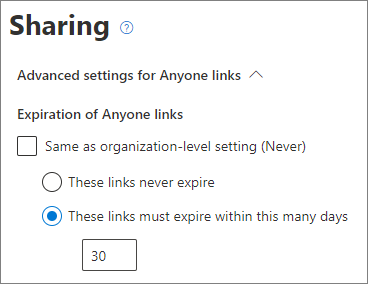 Sharing ?
Advanced settings for Anyone links
Expiration of Anyone links
Same as organization-level setting (Never)
These links never expire
These links must expire within this many days
30